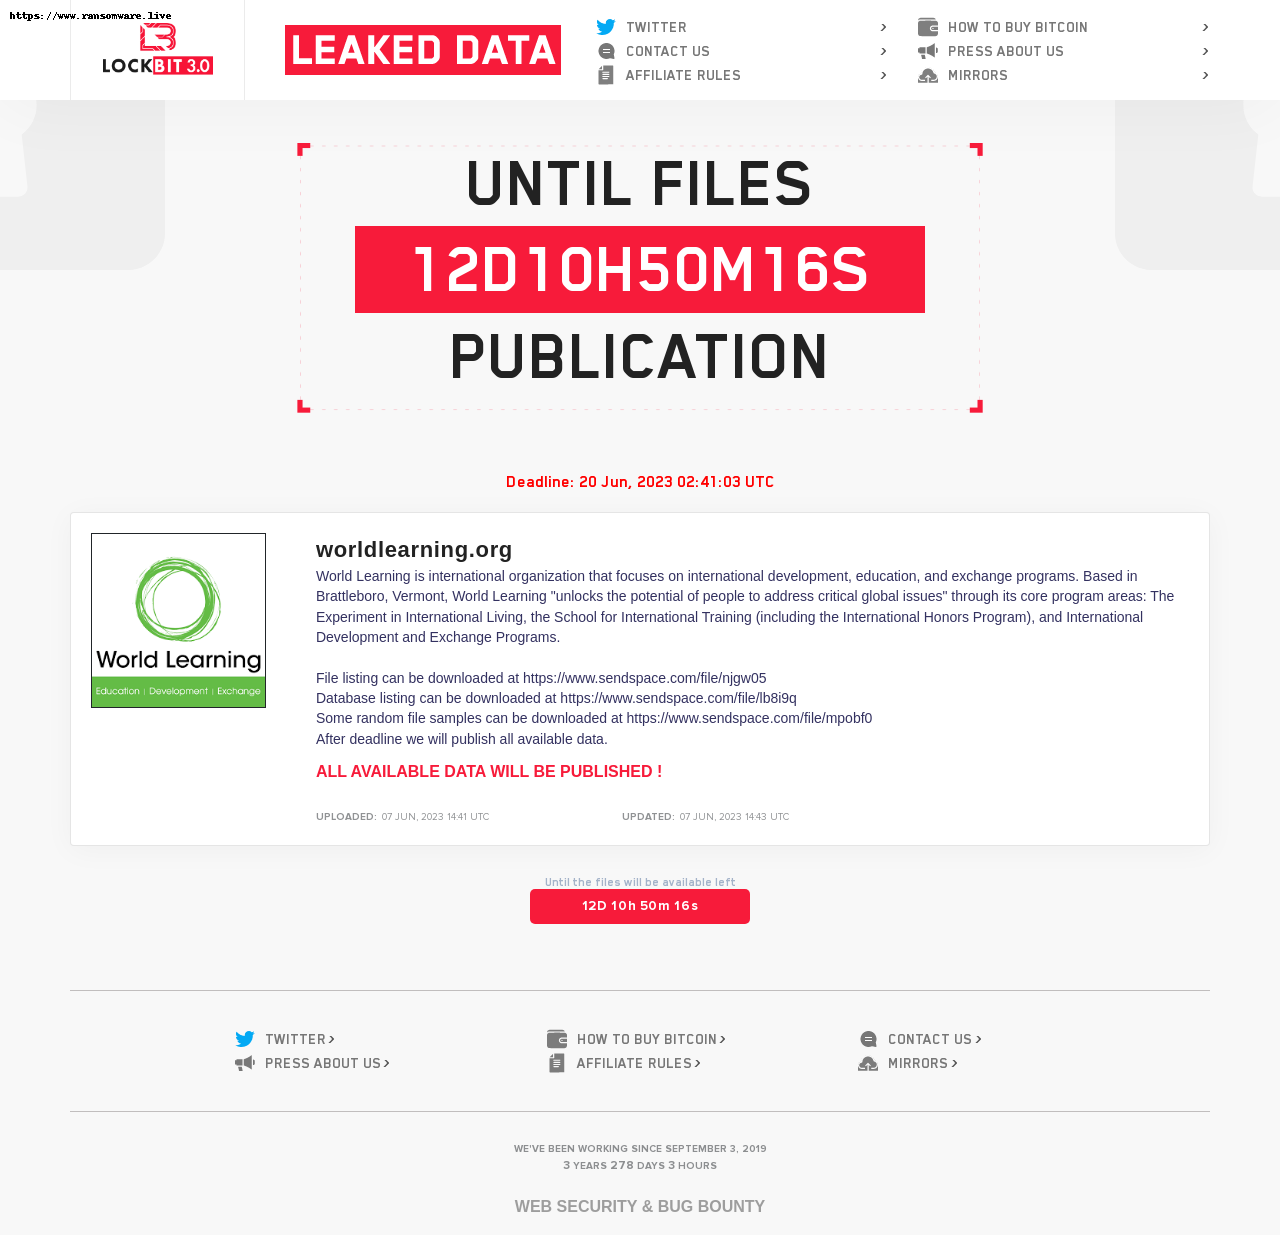 https://www.ransomware.live
LOCKBIT 3.0
LEAKED DATA
TWITTER >
CONTACT US >
AFFILIATE RULES >
HOW TO BUY BITCOIN >
PRESS ABOUT US >
MIRRORS >
UNTIL FILES
12D10H50M16S
PUBLICATION
Deadline: 20 Jun, 2023 02:41:03 UTC
World Learning
Education | Development | Exchange
worldlearning.org
World Learning is international organization that focuses on international development, education, and exchange programs. Based in
Brattleboro, Vermont, World Learning "unlocks the potential of people to address critical global issues" through its core program areas: The
Experiment in International Living, the School for International Training (including the International Honors Program), and International
Development and Exchange Programs.
File listing can be downloaded at https://www.sendspace.com/file/njgw05
Database listing can be downloaded at https://www.sendspace.com/file/lb8i9q
Some random file samples can be downloaded at https://www.sendspace.com/file/mpobf0
After deadline we will publish all available data.
ALL AVAILABLE DATA WILL BE PUBLISHED !
UPLOADED: 07 JUN, 2023 14:41 UTC
UPDATED: 07 JUN, 2023 14:43 UTC
Until the files will be available left
12D 10h 50m 16s
TWITTER >
PRESS ABOUT US >
HOW TO BUY BITCOIN >
AFFILIATE RULES >
CONTACT US >
MIRRORS >
WE'VE BEEN WORKING SINCE SEPTEMBER 3, 2019
3 YEARS 278 DAYS 3 HOURS
WEB SECURITY & BUG BOUNTY